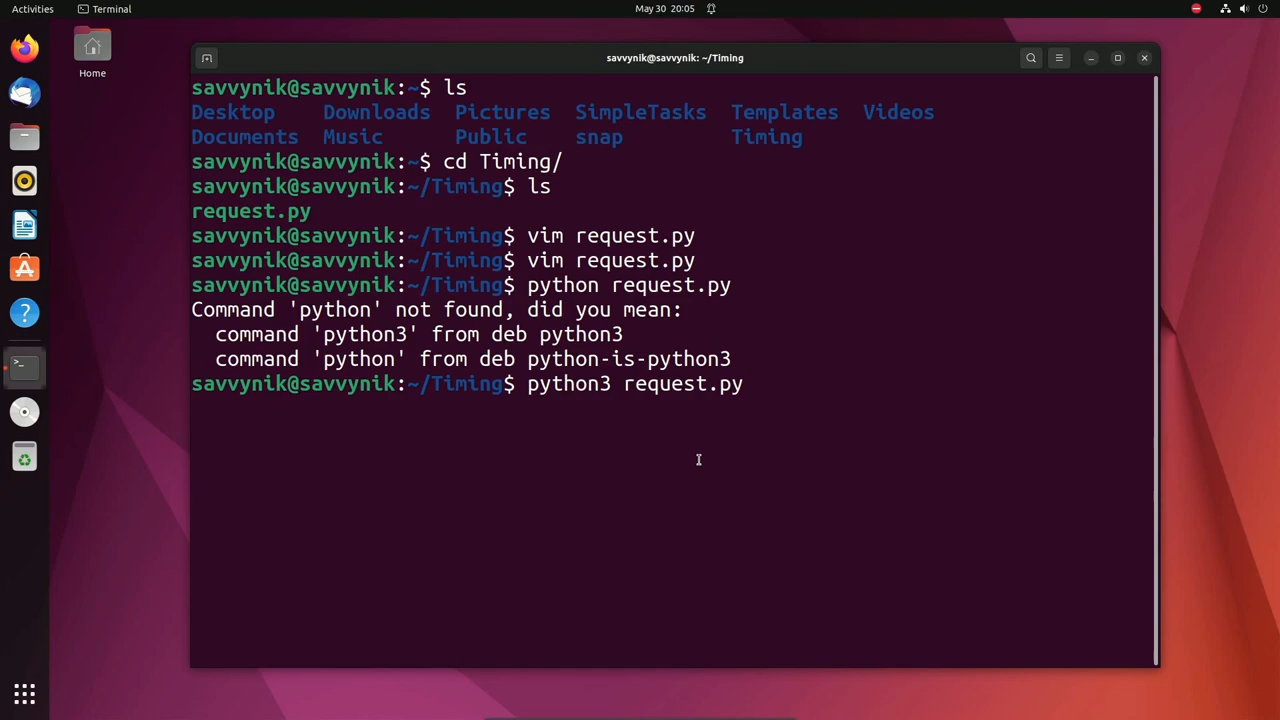 Activities
Terminal
May 30 20:05
Home
savvynik@savvynik: ~/Timing
savvynik@savvynik:~$ ls
Desktop Downloads Pictures SimpleTasks Templates Videos
Documents Music Public snap Timing
savvynik@savvynik:~$ cd Timing/
savvynik@savvynik:~/Timing$ ls
request.py
savvynik@savvynik:~/Timing$ vim request.py
savvynik@savvynik:~/Timing$ vim request.py
savvynik@savvynik:~/Timing$ python request.py
Command 'python' not found, did you mean:
  command 'python3' from deb python3
  command 'python' from deb python-is-python3
savvynik@savvynik:~/Timing$ python3 request.py